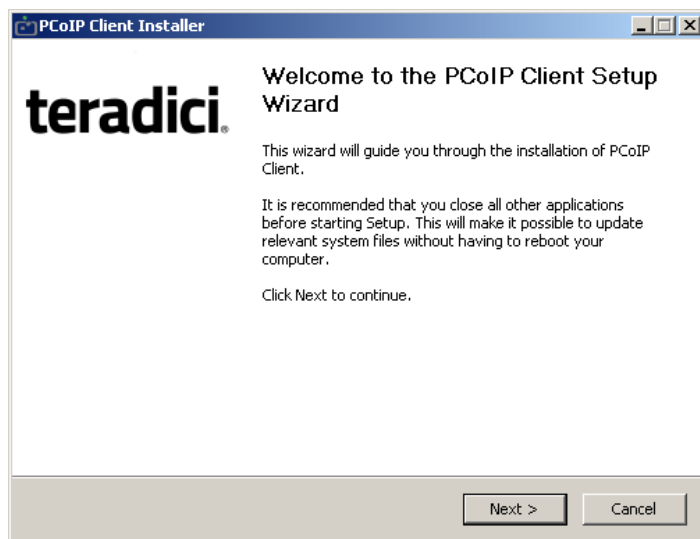 PCoIP Client Installer
teradici®
Welcome to the PCoIP Client Setup
Wizard
This wizard will guide you through the installation of PCoIP
Client.
It is recommended that you close all other applications
before starting Setup. This will make it possible to update
relevant system files without having to reboot your
computer.
Click Next to continue.
Next >
Cancel